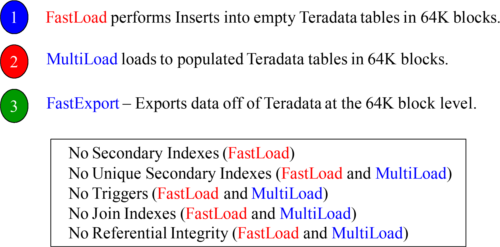 1 FastLoad performs Inserts into empty Teradata tables in 64K blocks.
2 MultiLoad loads to populated Teradata tables in 64K blocks.
3 FastExport – Exports data off of Teradata at the 64K block level.
No Secondary Indexes (FastLoad)
No Unique Secondary Indexes (FastLoad and MultiLoad)
No Triggers (FastLoad and MultiLoad)
No Join Indexes (FastLoad and MultiLoad)
No Referential Integrity (FastLoad and MultiLoad)